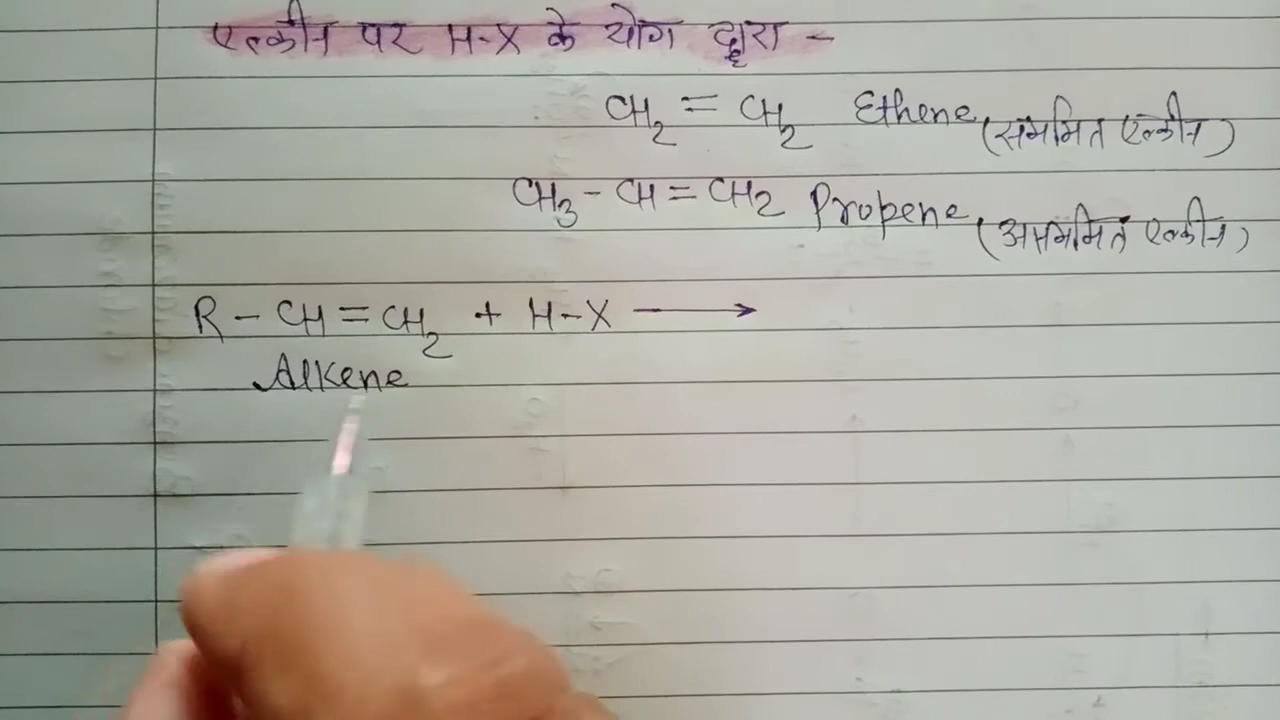 एल्कीन पर H-X के योग द्वारा -
CH₂ = CH₂ Ethene (सममित एल्कीन)
CH₃ - CH = CH2 Propene (असममित एल्कीन)
R - CH = CH₂ + H-X ⟶
Alkene